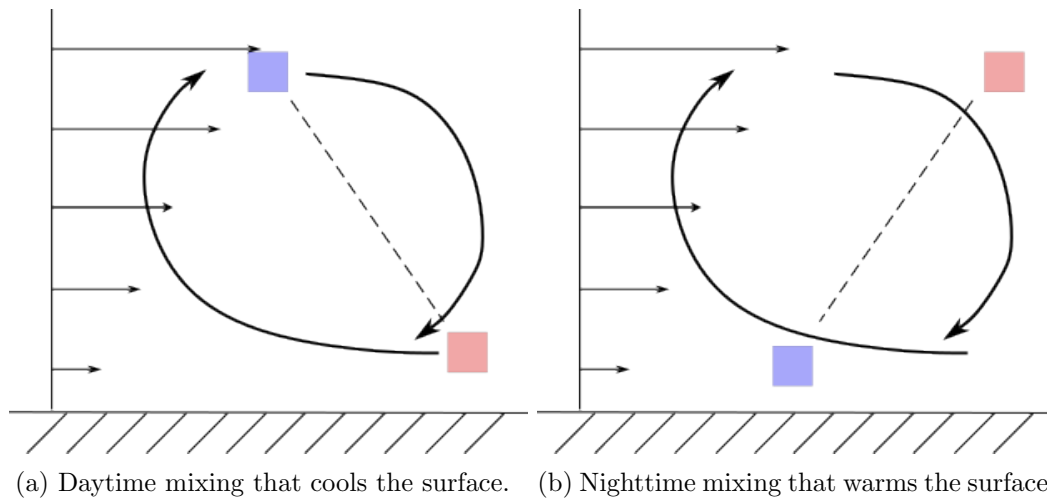 (a) Daytime mixing that cools the surface.
(b) Nighttime mixing that warms the surface